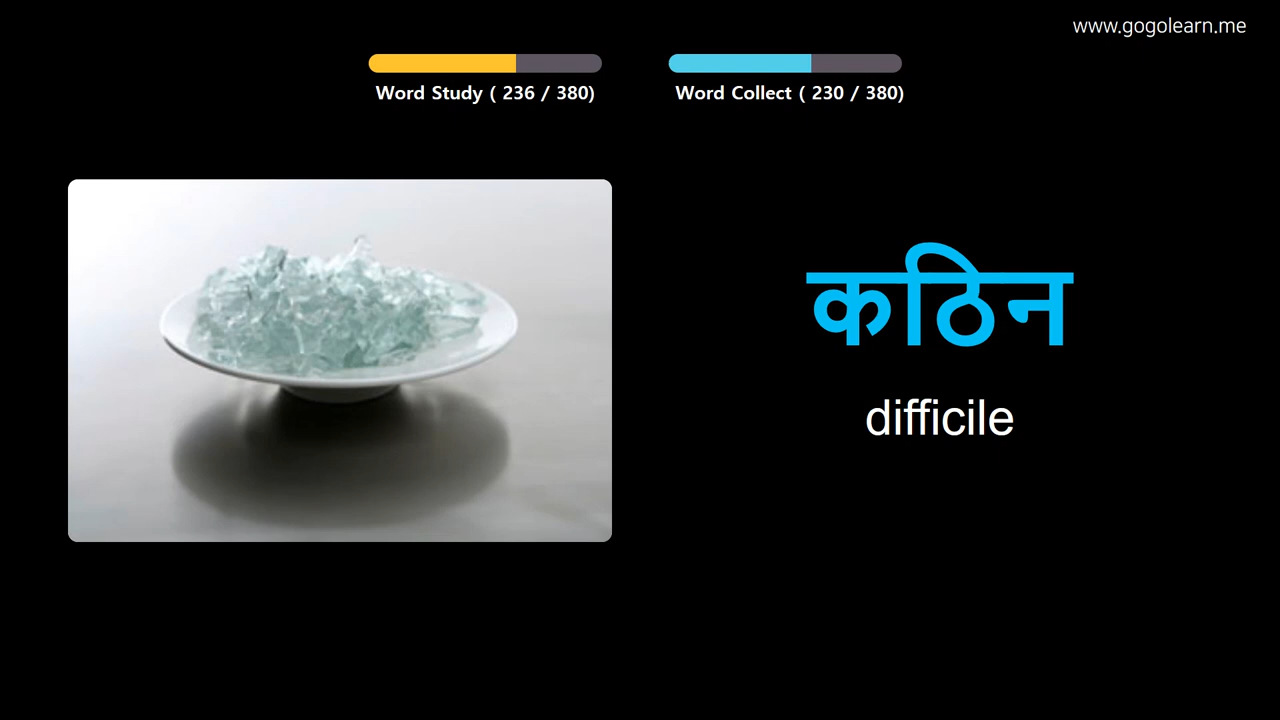 www.gogolearn.me
Word Study ( 236 / 380)
Word Collect ( 230 / 380)
कठिन
difficile